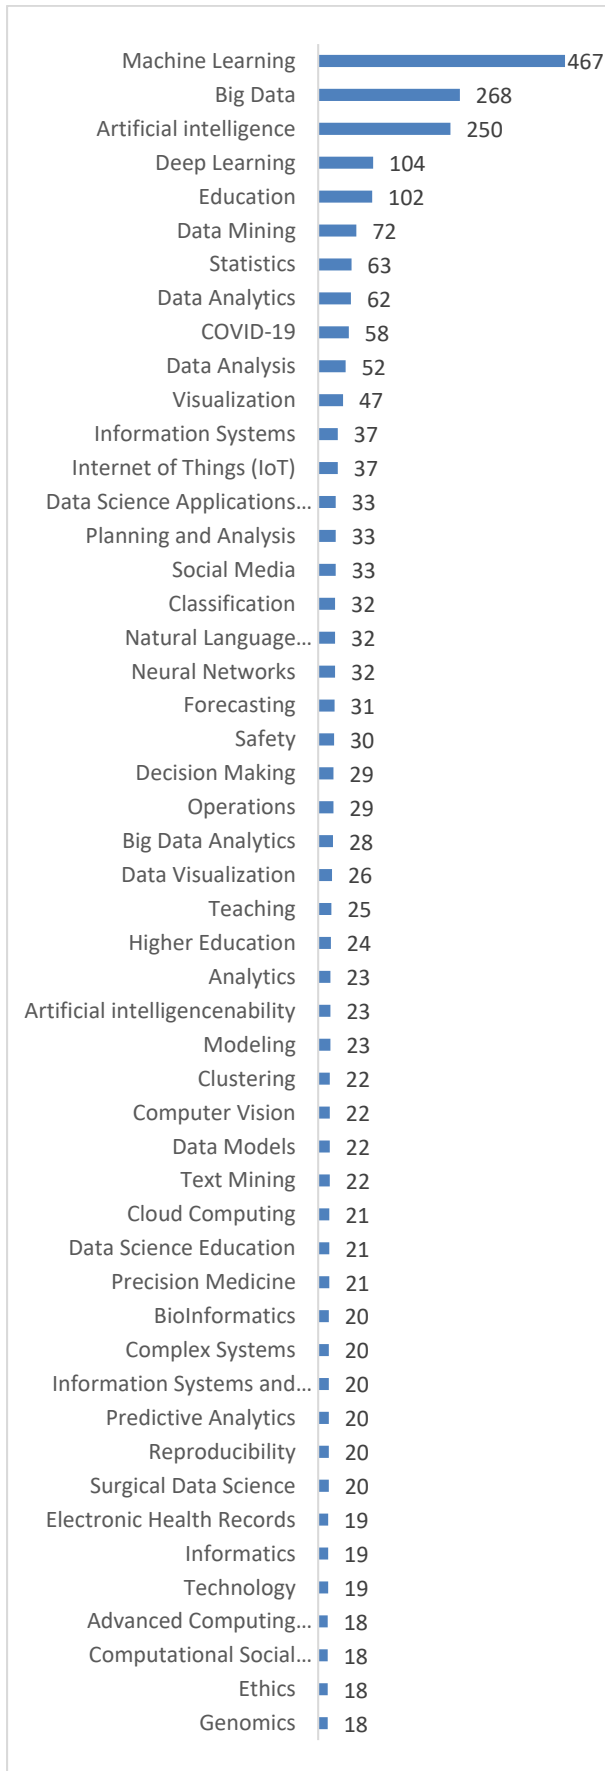 Machine Learning 467
Big Data 268
Artificial intelligence 250
Deep Learning 104
Education 102
Data Mining 72
Statistics 63
Data Analytics 62
COVID-19 58
Data Analysis 52
Visualization 47
Information Systems 37
Internet of Things (IoT) 37
Data Science Applications... 33
Planning and Analysis 33
Social Media 33
Classification 32
Natural Language... 32
Neural Networks 32
Forecasting 31
Safety 30
Decision Making 29
Operations 29
Big Data Analytics 28
Data Visualization 26
Teaching 25
Higher Education 24
Analytics 23
Artificial intelligencenability 23
Modeling 23
Clustering 22
Computer Vision 22
Data Models 22
Text Mining 22
Cloud Computing 21
Data Science Education 21
Precision Medicine 21
BioInformatics 20
Complex Systems 20
Information Systems and... 20
Predictive Analytics 20
Reproducibility 20
Surgical Data Science 20
Electronic Health Records 19
Informatics 19
Technology 19
Advanced Computing... 18
Computational Social... 18
Ethics 18
Genomics 18